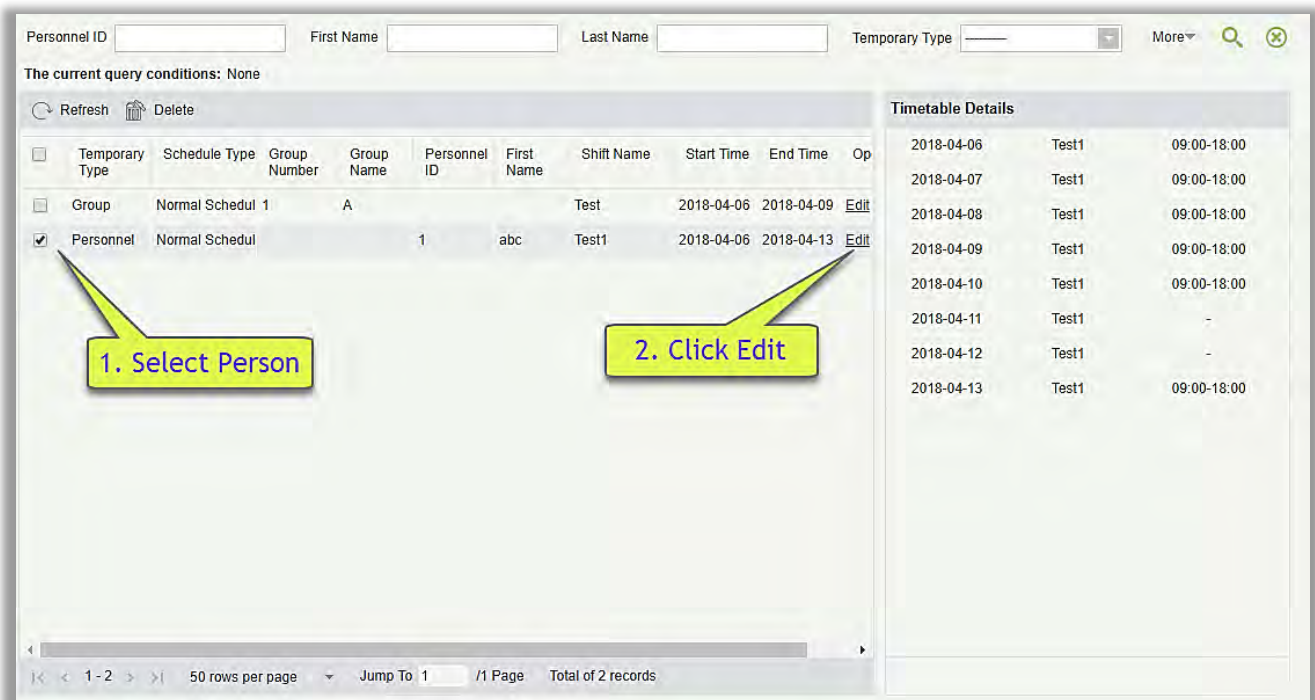 Personnel ID First Name Last Name Temporary Type --------- More
The current query conditions: None
Refresh Delete
Temporary Type Schedule Type Group Number Group Name Personnel ID First Name Shift Name Start Time End Time Op
Group Normal Schedul 1 A Test 2018-04-06 2018-04-09 Edit
Personnel Normal Schedul 1 abc Test1 2018-04-06 2018-04-13 Edit
1. Select Person
2. Click Edit
1 - 2 50 rows per page Jump To 1 /1 Page Total of 2 records
Timetable Details
2018-04-06 Test1 09:00-18:00
2018-04-07 Test1 09:00-18:00
2018-04-08 Test1 09:00-18:00
2018-04-09 Test1 09:00-18:00
2018-04-10 Test1 09:00-18:00
2018-04-11 Test1 -
2018-04-12 Test1 -
2018-04-13 Test1 09:00-18:00